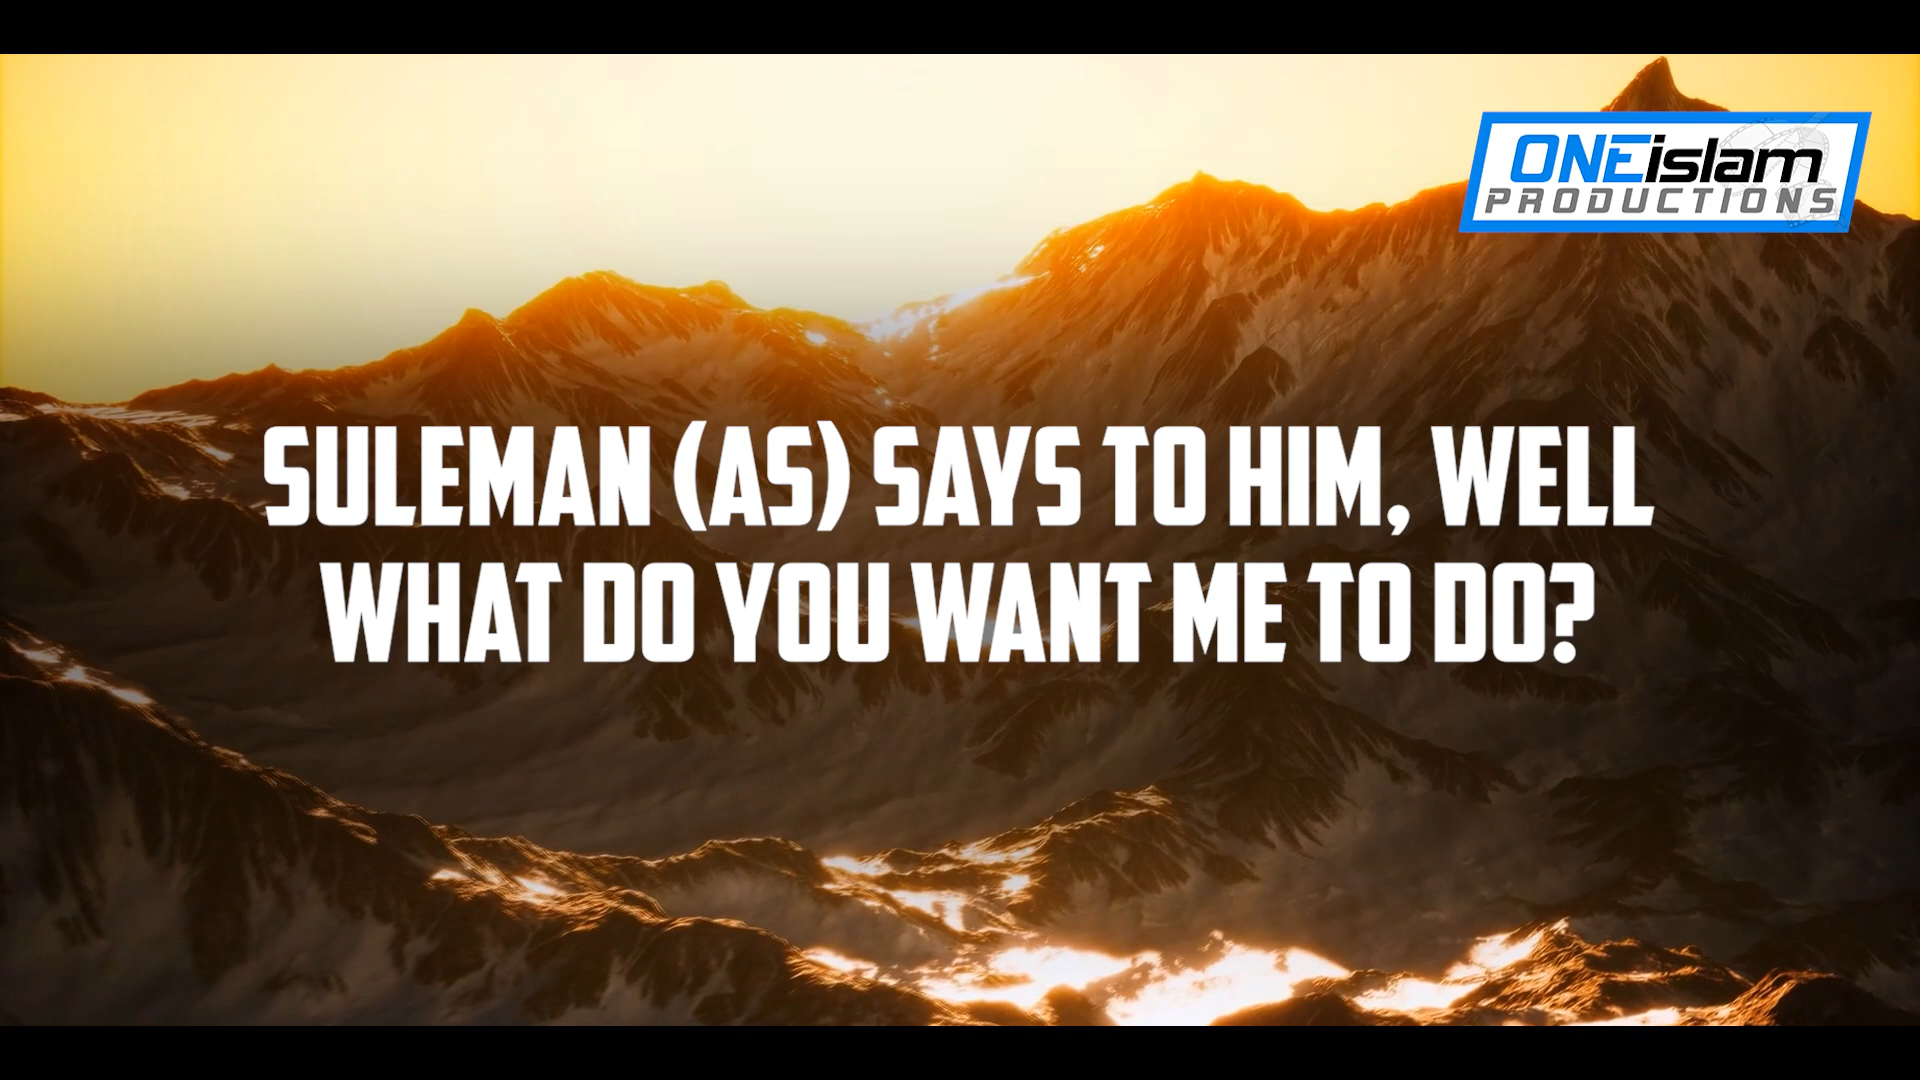 ONEislam
PRODUCTIONS
SULEMAN (AS) SAYS TO HIM, WELL
WHAT DO YOU WANT ME TO DO?